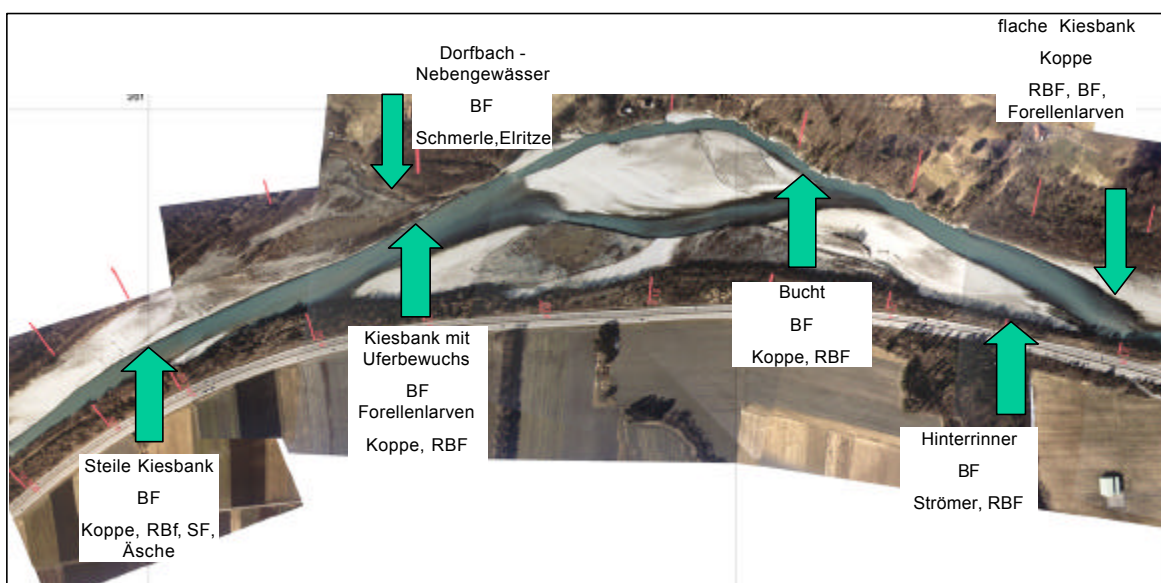 Dorfbach -
Nebengewässer
BF
Schmerle,Elritze
flache Kiesbank
Koppe
RBF, BF,
Forellenlarven
Steile Kiesbank
BF
Koppe, RBf, SF,
Äsche
Kiesbank mit
Uferbewuchs
BF
Forellenlarven
Koppe, RBF
Bucht
BF
Koppe, RBF
Hinterrinner
BF
Strömer, RBF